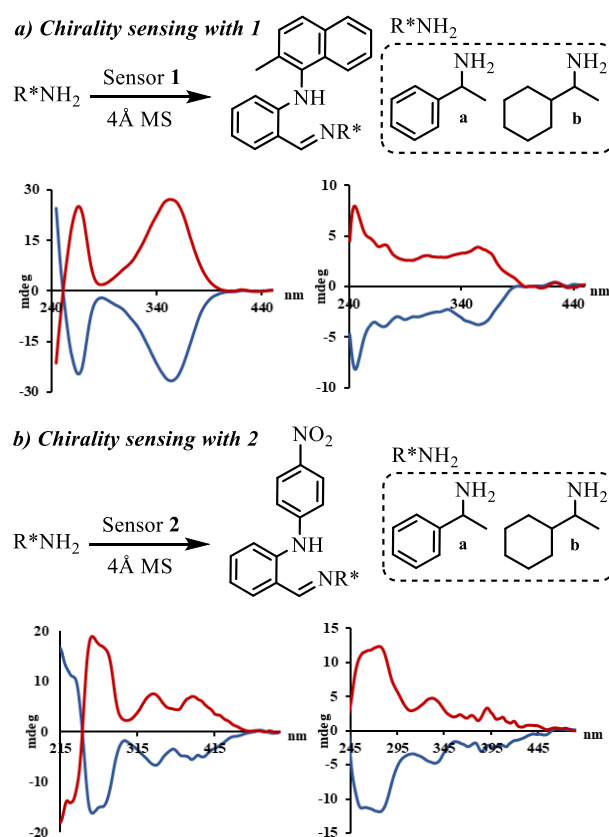 a) Chirality sensing with 1
R*NH2
Sensor 1
4Å MS
R*NH2
NH
NR*
NH2
a
NH2
b
30
15
0
-15
-30
mdeg
240
340
440
nm
10
5
0
-5
-10
mdeg
240
340
440
nm
b) Chirality sensing with 2
NO2
R*NH2
Sensor 2
4Å MS
R*NH2
NH
NR*
NH2
a
NH2
b
20
10
0
-10
-20
mdeg
215
315
415
nm
15
10
5
0
-5
-10
-15
mdeg
245
295
345
395
445
nm